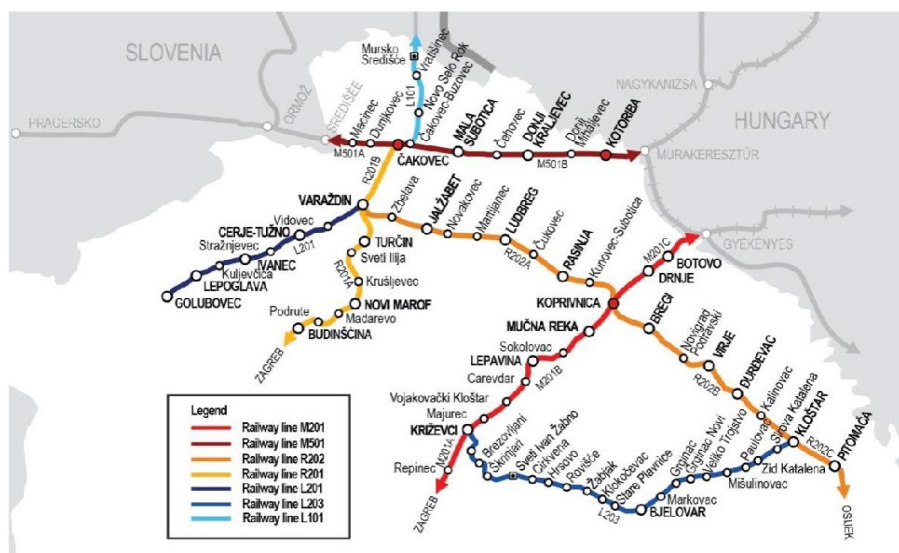 SLOVENIA
HUNGARY
PRAGERSKO
ORMOŽ
SREDIŠĆE
NAGYKANIZSA
MURAKERESZTÚR
GYÉKÉNYES
Mursko
Središće
Vratišinec
Novo Selo Rok
L101
Čakovec-Buzovec
Macinec
Dunjkovec
M501A
ČAKOVEC
MALA
SUBOTICA
Čehovec
DONJI
KRALJEVEC
M501B
Donji
Mihaljevec
KOTORIBA
R201B
VARAŽDIN
Zbelava
JALŽABET
Novakovec
Martijanec
LUDBREG
R202A
Čukovec
RASINJA
Kunovec-Subotica
Vidovec
CERJE-TUŽNO
L201
Stražnjevec
IVANEC
Kuljevčica
LEPOGLAVA
GOLUBOVEC
TURČIN
Sveti Ilija
R201A
Krušljevec
NOVI MAROF
Madarevo
Podrute
BUDINŠĆINA
ZAGREB
M201C
BOTOVO
DRNJE
KOPRIVNICA
MUČNA REKA
Sokolovac
LEPAVINA
M201B
Carevdar
Vojakovački Kloštar
Majurec
KRIŽEVCI
M201A
Repinec
ZAGREB
BREGI
Novigrad
Podravski
VIRJE
R202B
ĐURĐEVAC
Kalinovac
Sirova Katalena
KLOŠTAR
R202C
PITOMAČA
OSIJEK
Brezovljani
Škrinjari
Sveti Ivan Žabno
Cirkvena
Hrsovo
Rovišće
Žabjak
Klokočevac
Stare Plavnice
L203
BJELOVAR
Markovac
Grginac
Grginac Novi
Veliko Trojstvo
Mišulinovac
Paulovac
Zid Katalena
Legend
Railway line M201
Railway line M501
Railway line R202
Railway line R201
Railway line L201
Railway line L203
Railway line L101